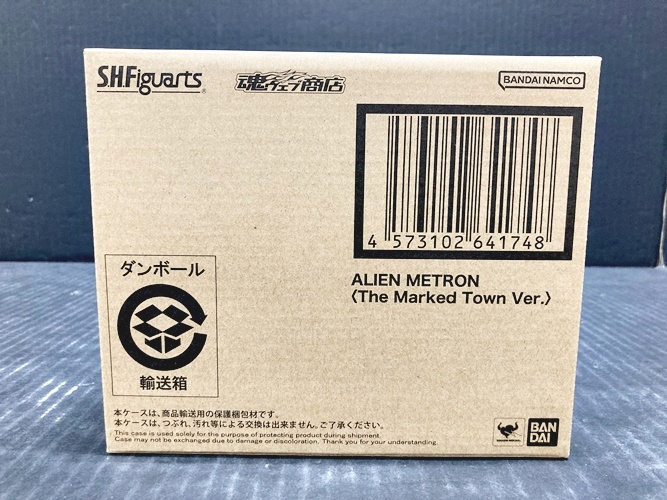 S.H.Figuarts®
魂ウェブ商店
BANDAI NAMCO
4 573102 641748
ALIEN METRON
〈The Marked Town Ver.〉
ダンボール
輸送箱
本ケースは、商品輸送用の保護梱包材です。
本ケースは、つぶれ、汚れ等による交換は出来ません。ご了承ください。
This case is used solely for the purpose of protecting product during shipment.
Case may not be exchanged due to damage or discoloration. Thank you for your understanding.
BAN
DAI